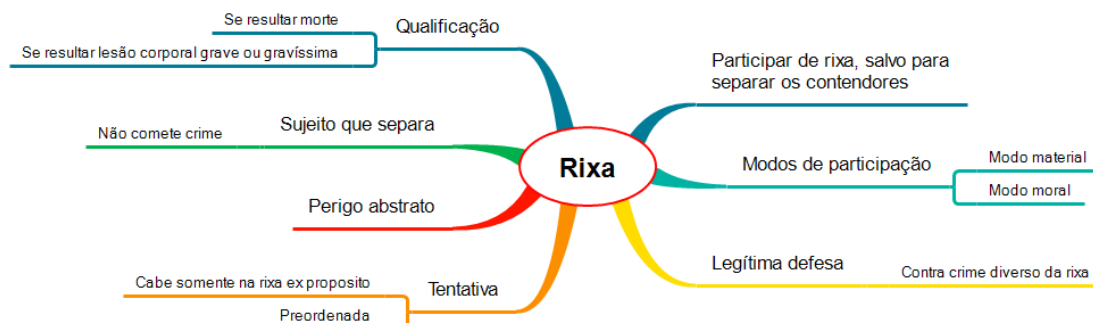 Rixa
Participar de rixa, salvo para
separar os contendores
Modos de participação
Modo material
Modo moral
Legítima defesa
Contra crime diverso da rixa
Qualificação
Se resultar morte
Se resultar lesão corporal grave ou gravíssima
Sujeito que separa
Não comete crime
Perigo abstrato
Tentativa
Cabe somente na rixa ex proposito
Preordenada